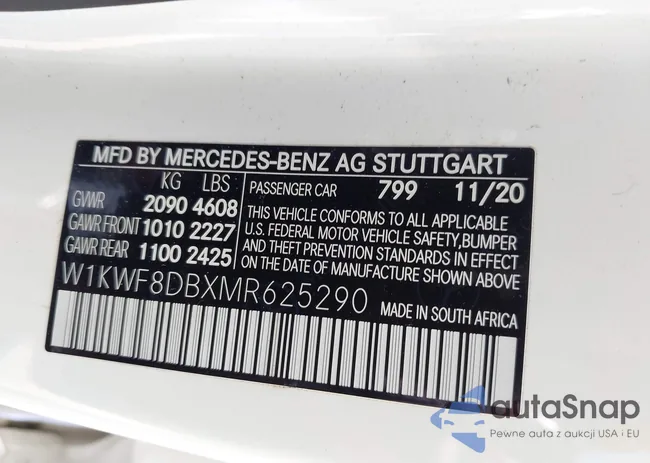 MFD BY MERCEDES-BENZ AG STUTTGART
KG LBS
GVWR 2090 4608
GAWR FRONT 1010 2227
GAWR REAR 1100 2425
PASSENGER CAR 799 11/20
THIS VEHICLE CONFORMS TO ALL APPLICABLE
U.S. FEDERAL MOTOR VEHICLE SAFETY, BUMPER
AND THEFT PREVENTION STANDARDS IN EFFECT
ON THE DATE OF MANUFACTURE SHOWN ABOVE
W1KWF8DBXMR625290
MADE IN SOUTH AFRICA
autaSnap
Pewne auta z aukcji USA i EU